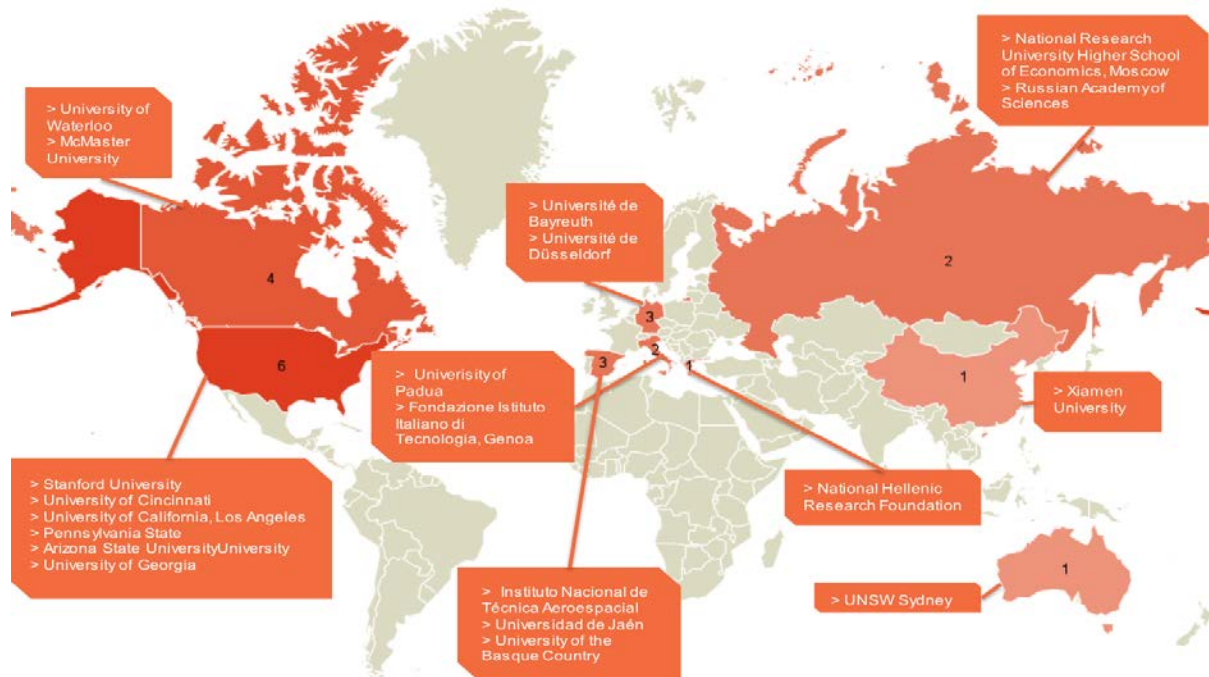 > University of
Waterloo
> McMaster
University
> National Research
University Higher School
of Economics, Moscow
> Russian Academy of
Sciences
> Université de
Bayreuth
> Université de
Düsseldorf
4
2
3
6
3
2
1
1
> Univerisity of
Padua
> Fondazione Istituto
Italiano di
Tecnologia, Genoa
> Xiamen
University
> Stanford University
> University of Cincinnati
> University of California, Los Angeles
> Pennsylvania State
> Arizona State UniversityUniversity
> University of Georgia
> National Hellenic
Research Foundation
> Instituto Nacional de
Técnica Aeroespacial
> Universidad de Jaén
> University of the
Basque Country
1
> UNSW Sydney